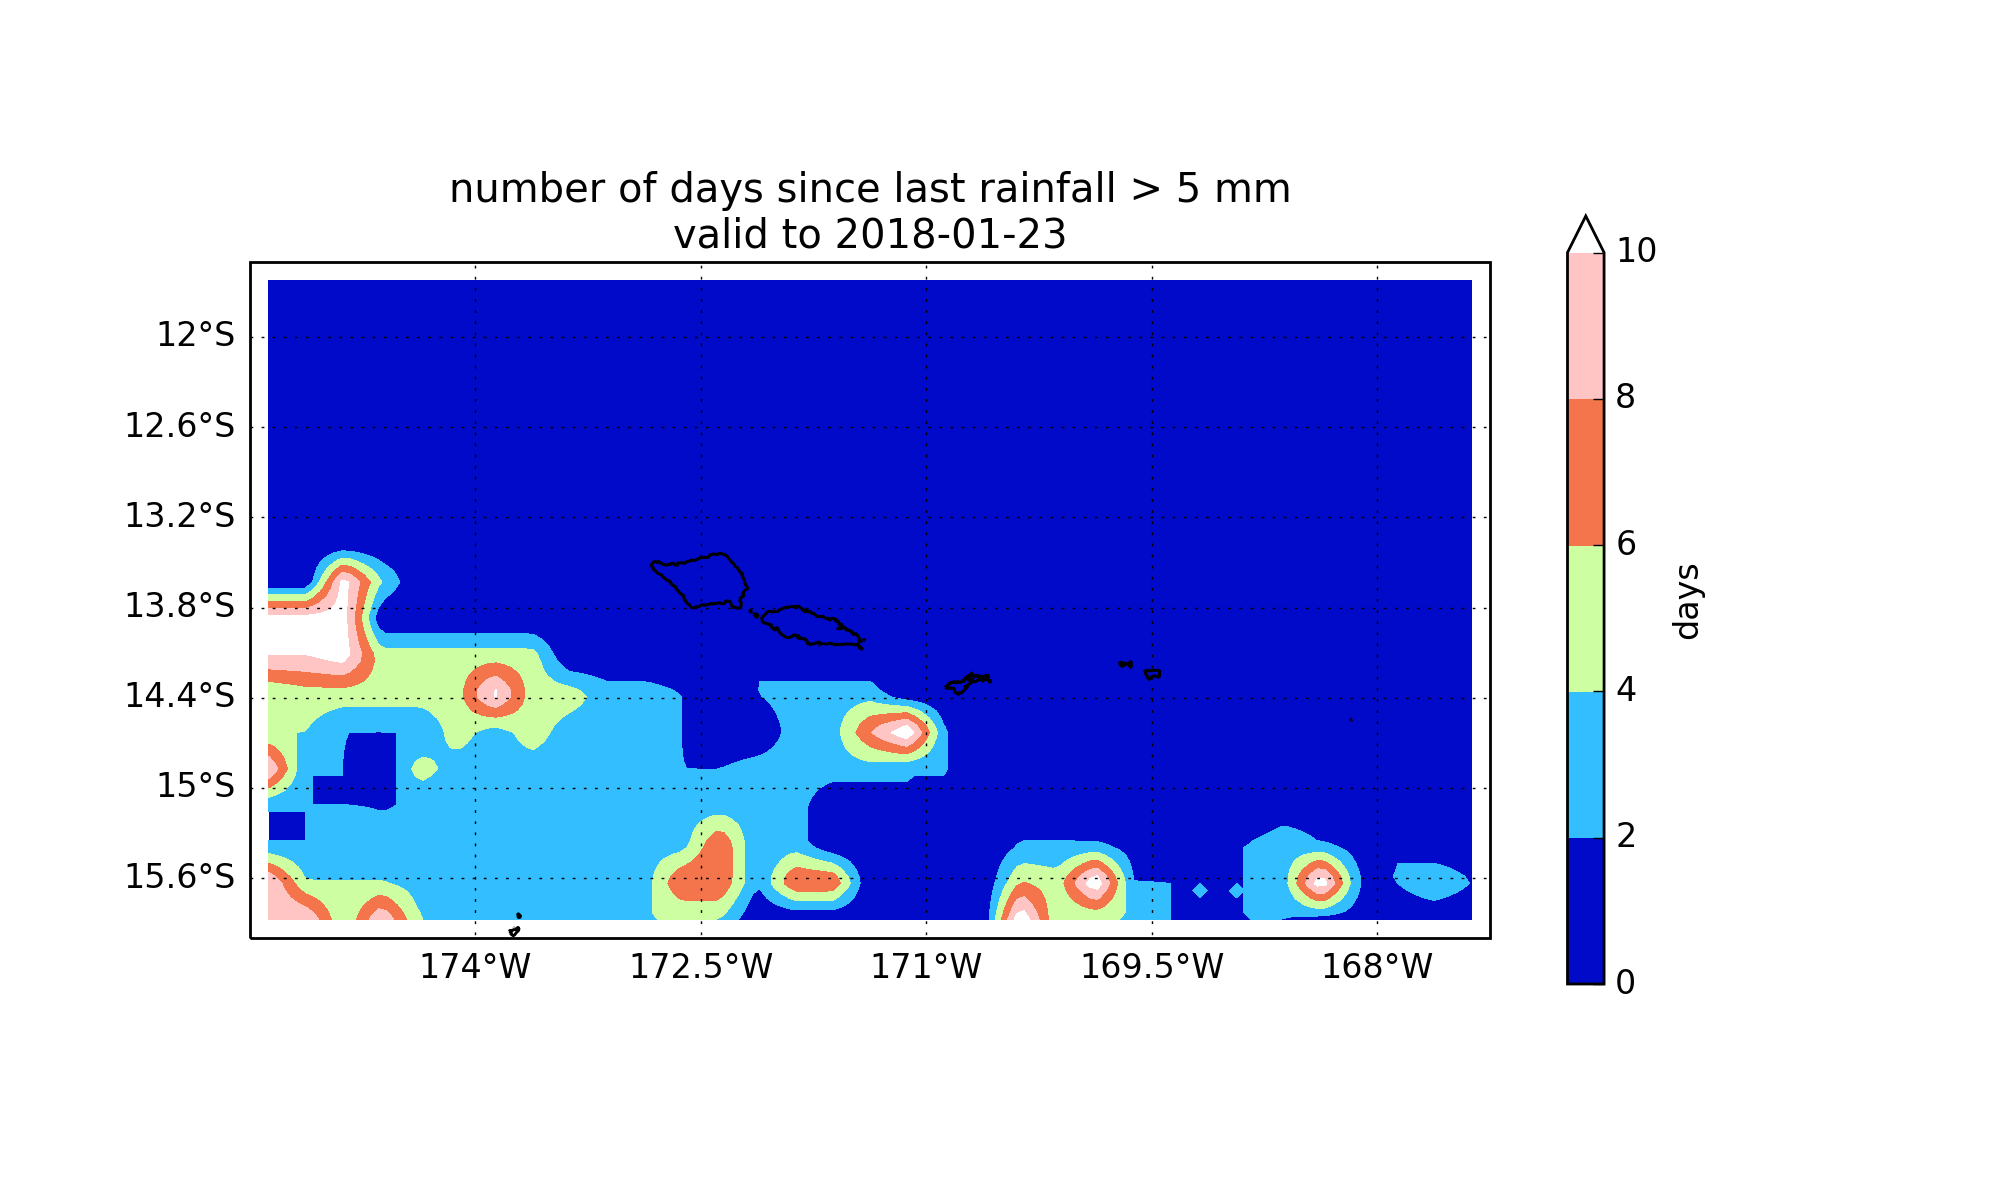 number of days since last rainfall > 5 mm
valid to 2018-01-23
12°S
12.6°S
13.2°S
13.8°S
14.4°S
15°S
15.6°S
174°W
172.5°W
171°W
169.5°W
168°W
10
8
6
4
2
0
days